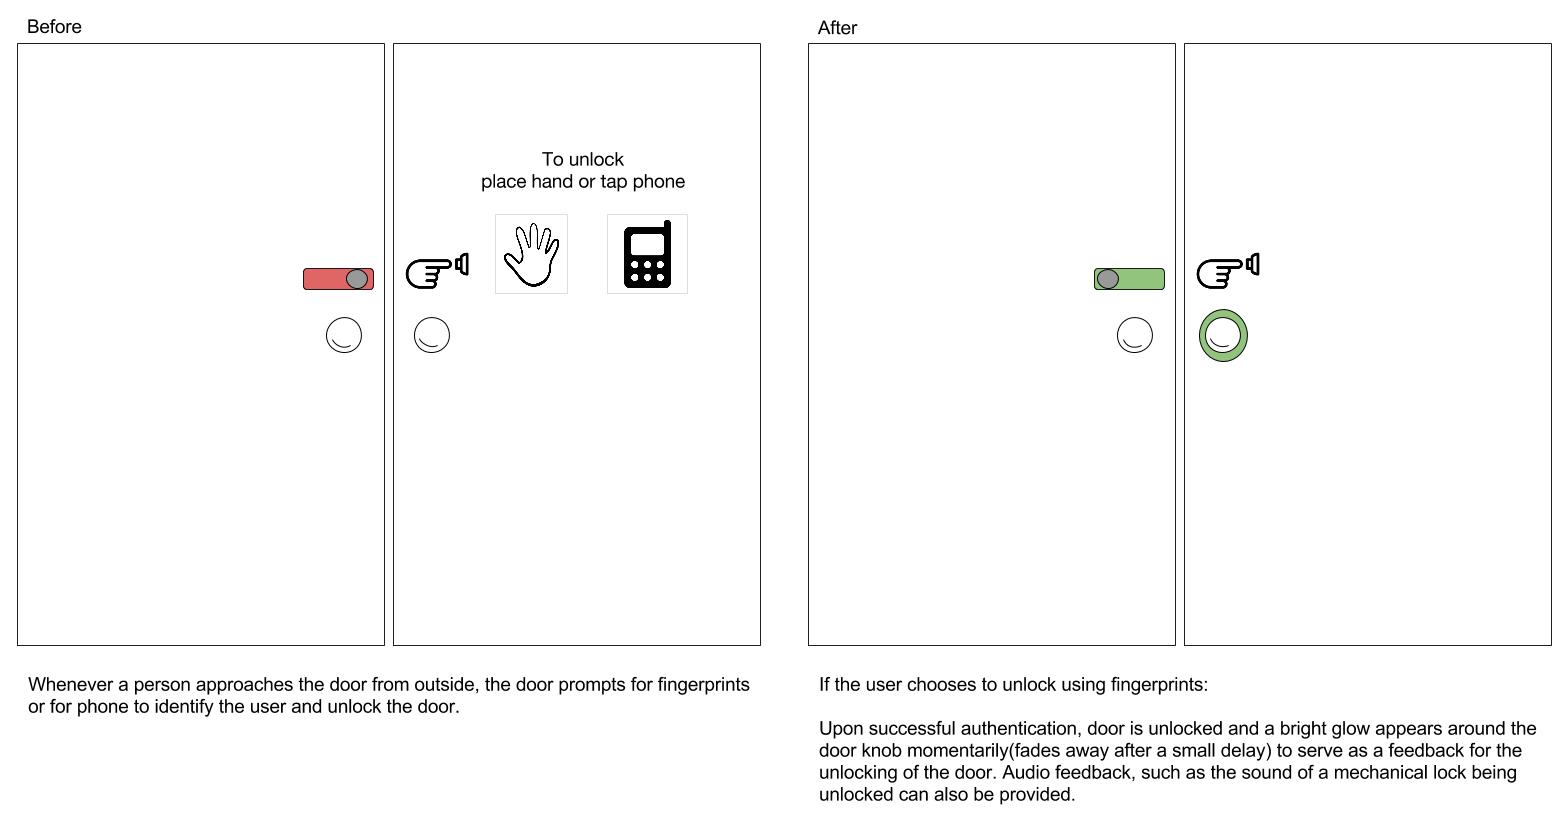 Before
To unlock
place hand or tap phone
Whenever a person approaches the door from outside, the door prompts for fingerprints
or for phone to identify the user and unlock the door.
After
If the user chooses to unlock using fingerprints:
Upon successful authentication, door is unlocked and a bright glow appears around the
door knob momentarily(fades away after a small delay) to serve as a feedback for the
unlocking of the door. Audio feedback, such as the sound of a mechanical lock being
unlocked can also be provided.